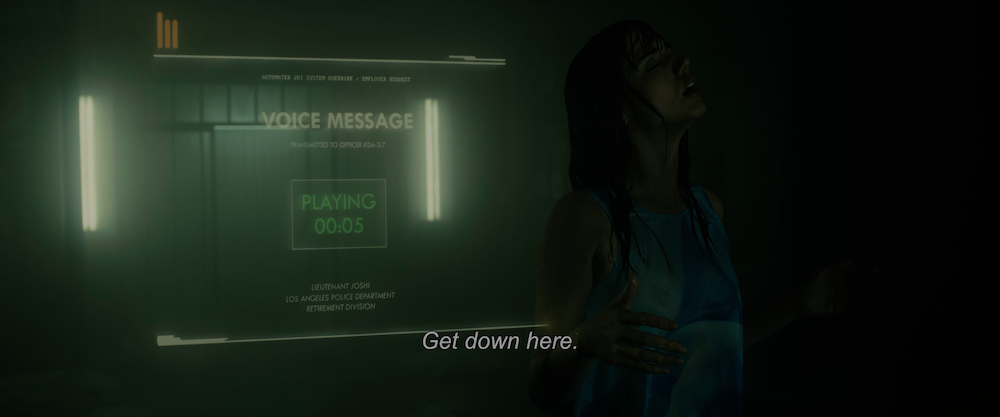 AUTOMATED JOI SYSTEM OVERRIDE - EMPLOYER REQUEST
VOICE MESSAGE
TRANSMITTED TO OFFICER KD6-3.7
PLAYING
00:05
LIEUTENANT JOSHI
LOS ANGELES POLICE DEPARTMENT
RETIREMENT DIVISION
Get down here.